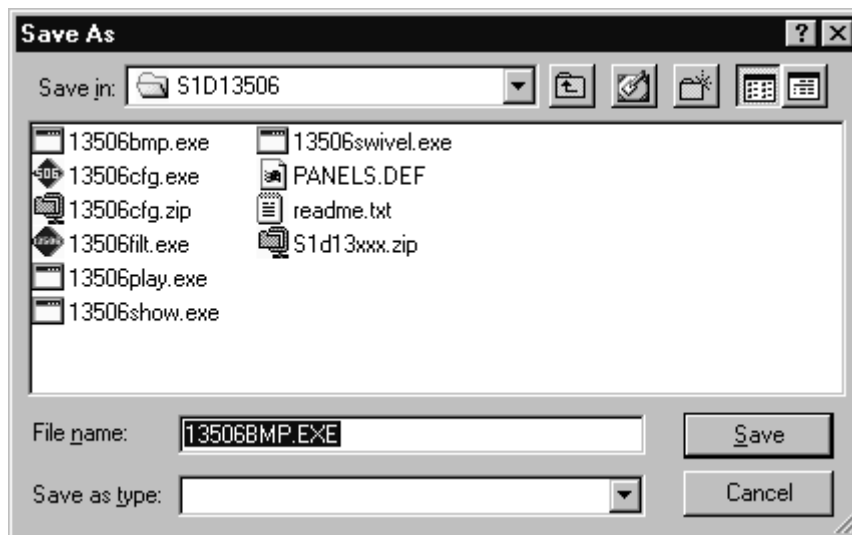 Save As
Save in: S1D13506
13506bmp.exe
13506cfg.exe
13506cfg.zip
13506filt.exe
13506play.exe
13506show.exe
13506swivel.exe
PANELS.DEF
readme.txt
S1d13xxx.zip
File name: 13506BMP.EXE Save
Save as type: Cancel